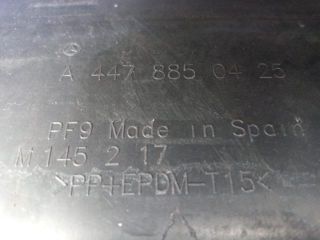 A 447 885 04 25
PF9 Made in Spain
M 145 2 17
>PP+EPDM-T15<